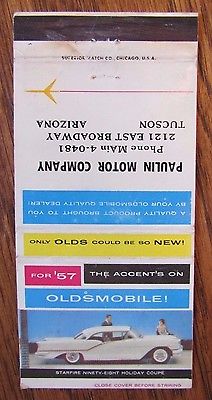 SUPERIOR MATCH CO., CHICAGO, U.S.A.
PAULIN MOTOR COMPANY
2121 EAST BROADWAY
Phone MAin 4-0481
TUCSON ARIZONA
A QUALITY PRODUCT BROUGHT TO YOU
BY YOUR OLDSMOBILE QUALITY DEALER
ONLY OLDS COULD BE SO NEW!
FOR '57 THE ACCENT'S ON
OLDSMOBILE!
STARFIRE NINETY-EIGHT HOLIDAY COUPÉ
CLOSE COVER BEFORE STRIKING